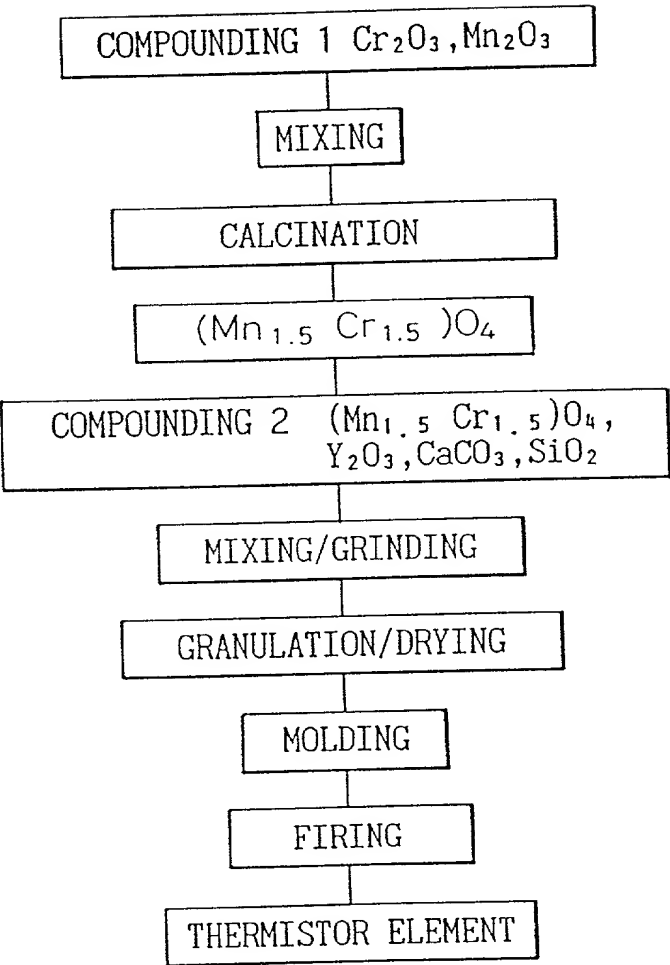 COMPOUNDING 1 Cr₂O₃,Mn₂O₃
MIXING
CALCINATION
(Mn₁.₅ Cr₁.₅ )O₄
COMPOUNDING 2 (Mn₁.₅ Cr₁.₅)O₄,
Y₂O₃,CaCO₃,SiO₂
MIXING/GRINDING
GRANULATION/DRYING
MOLDING
FIRING
THERMISTOR ELEMENT